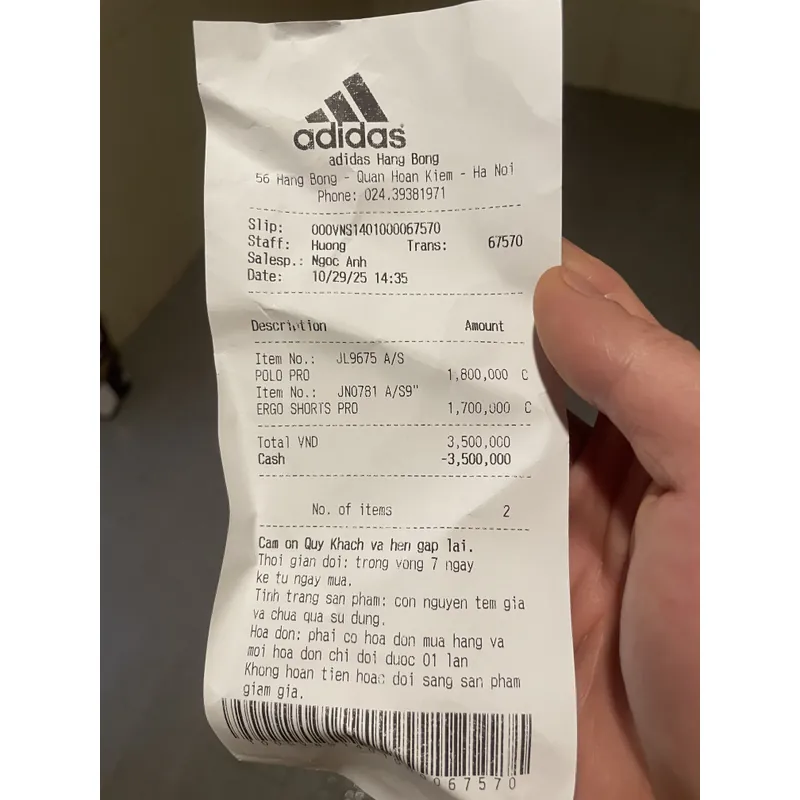 adidas
adidas Hang Bong
56 Hang Bong - Quan Hoan Kiem - Ha Noi
Phone: 024.39381971
Slip: 000VNS1401000067570
Staff: Huong Trans: 67570
Salesp.: Ngoc Anh
Date: 10/29/25 14:35
Description Amount
Item No.: JL9675 A/S
POLO PRO 1,800,000 C
Item No.: JN0781 A/S9"
ERGO SHORTS PRO 1,700,000 C
Total VND 3,500,000
Cash -3,500,000
No. of items 2
Cam on Quy Khach va hen gap lai.
Thoi gian doi: trong vong 7 ngay
ke tu ngay mua.
Tinh trang san pham: con nguyen tem gia
va chua qua su dung.
Hoa don: phai co hoa don mua hang va
moi hoa don chi doi duoc 01 lan
Khong hoan tien hoac doi sang san pham
giam gia.
67570